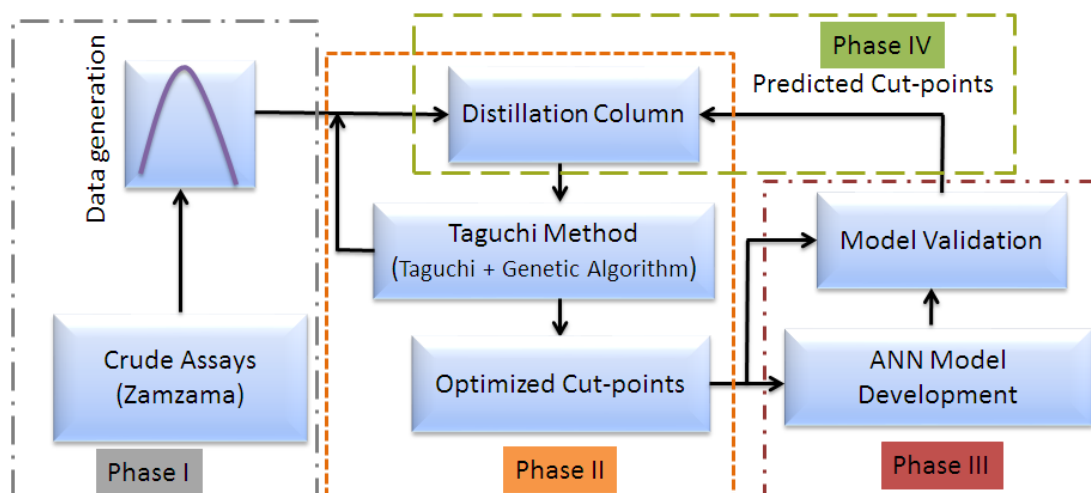 Data generation
Crude Assays
(Zamzama)
Phase I
Distillation Column
Taguchi Method
(Taguchi + Genetic Algorithm)
Optimized Cut-points
Phase II
Model Validation
ANN Model
Development
Phase III
Phase IV
Predicted Cut-points